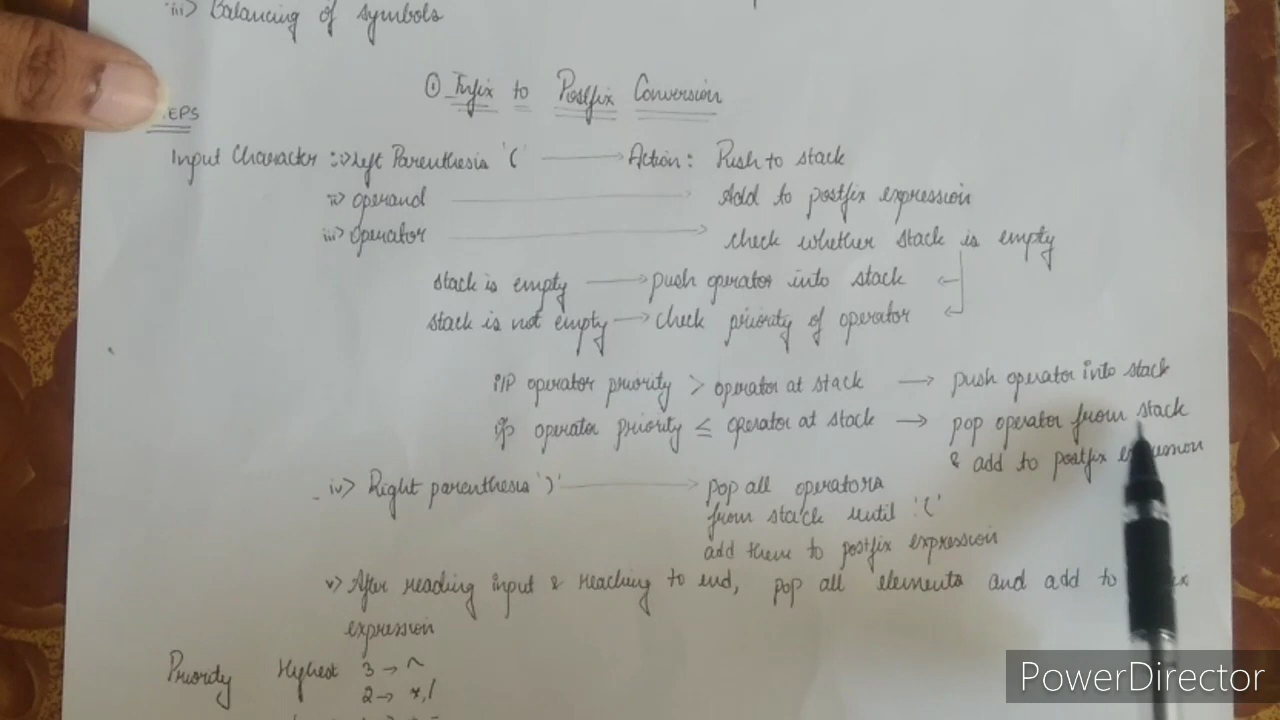 iii) Balancing of symbols
① Infix to Postfix Conversion
EPS
Input Character : i) Left Parenthesis '(' → Action : Push to stack
ii) operand → Add to postfix expression
iii) operator → check whether stack is empty
stack is empty → push operator into stack
stack is not empty → check priority of operator
i/P operator priority > operator at stack → push operator into stack
i/p operator priority ≤ operator at stack → pop operator from stack
& add to postfix
iv) Right parenthesis ')' → pop all operators
from stack until '('
add them to postfix expression
v) After reading input & reaching to end, pop all elements and add to
expression
Priority Highest 3 → ^
2 → *, /
PowerDirector